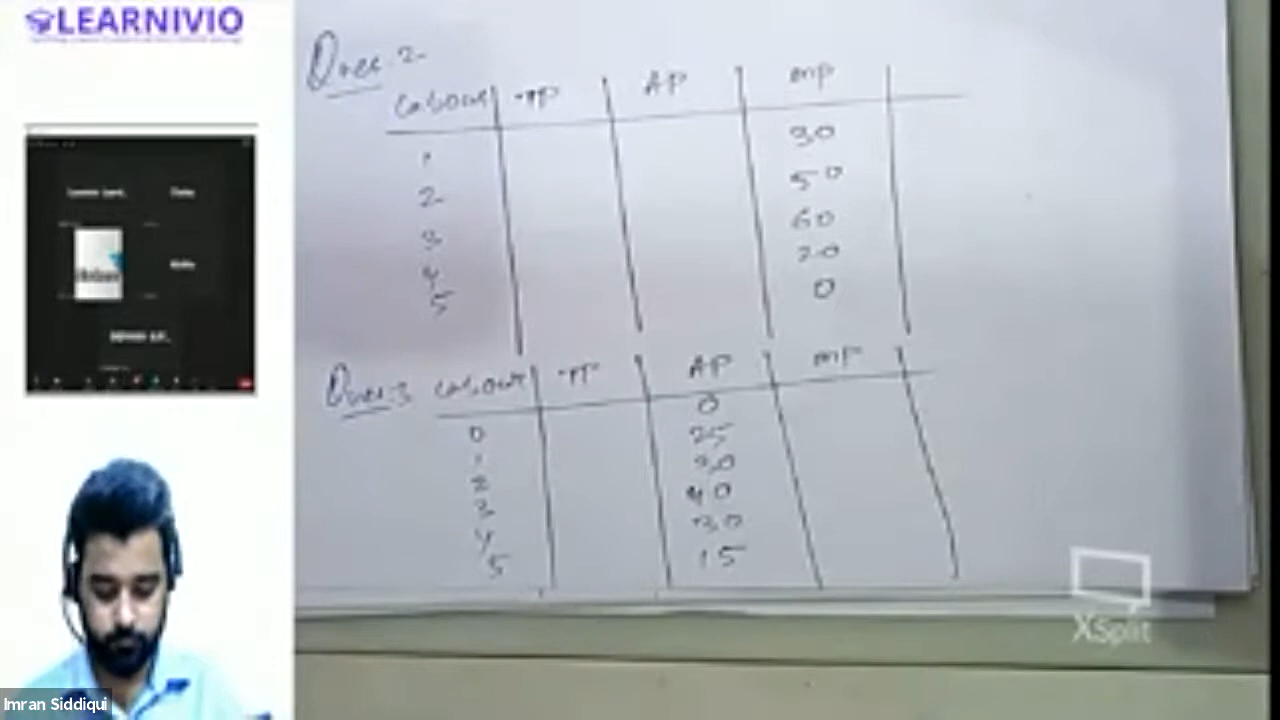 LEARNIVIO
Ques 2
Labour TP AP MP
1 30
2 50
3 60
4 20
5 0
Ques:3 Labour TP AP MP
0 0
1 25
2 30
3 40
4 30
5 15
XSplit
Imran Siddiqui